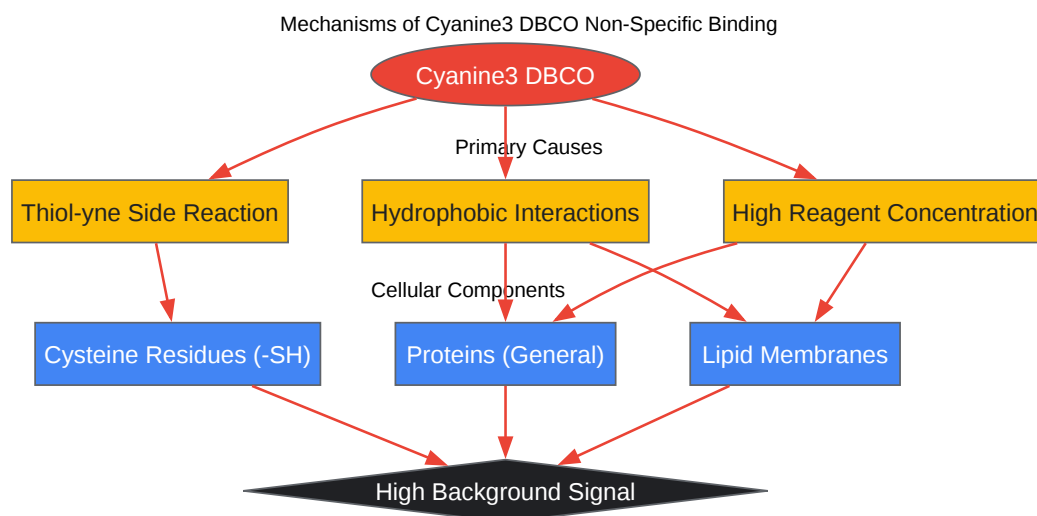 Mechanisms of Cyanine3 DBCO Non-Specific Binding
Cyanine3 DBCO
Primary Causes
Thiol-yne Side Reaction
Hydrophobic Interactions
High Reagent Concentration
Cellular Components
Cysteine Residues (-SH)
Proteins (General)
Lipid Membranes
High Background Signal